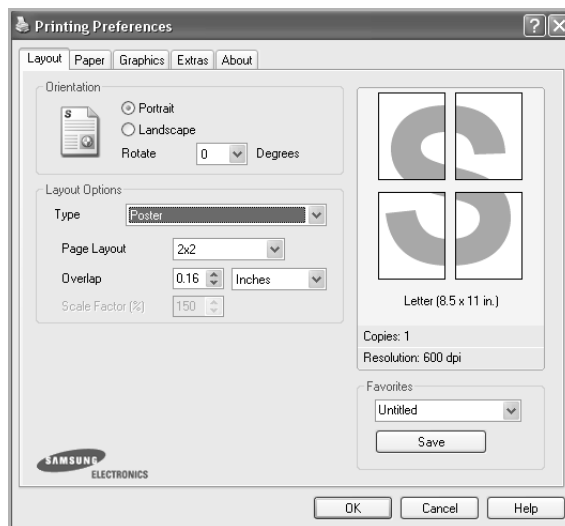 Printing Preferences
Layout Paper Graphics Extras About
Orientation
S
Portrait
Landscape
Rotate 0 Degrees
Layout Options
Type Poster
Page Layout 2x2
Overlap 0.16 Inches
Scale Factor (%) 150
S
Letter (8.5 x 11 in.)
Copies: 1
Resolution: 600 dpi
Favorites
Untitled
Save
SAMSUNG
ELECTRONICS
OK Cancel Help